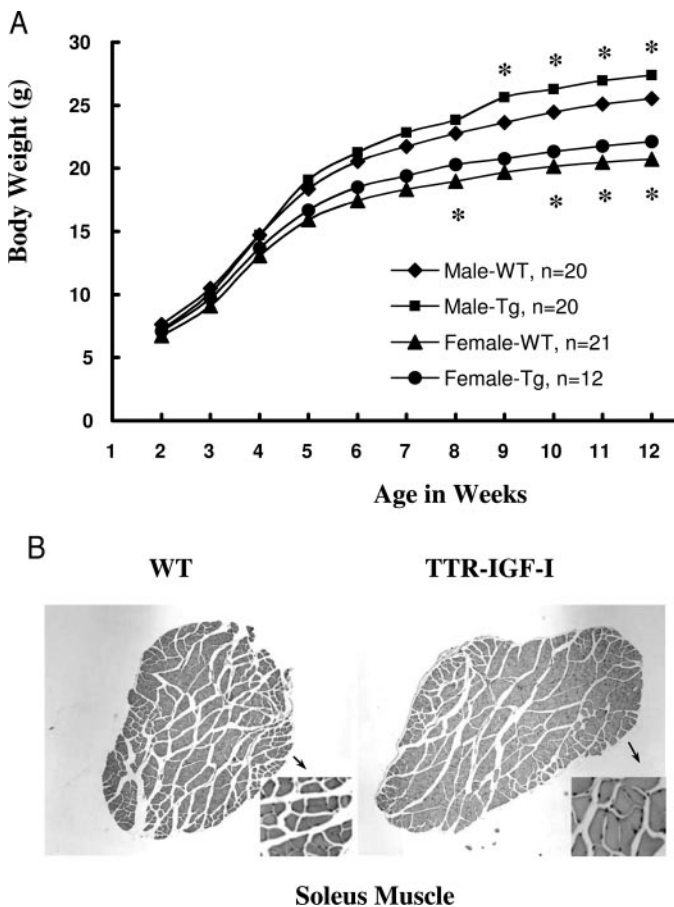 A
Body Weight (g)
30
25
20
15
10
5
0
* * * *
* * * *
Male-WT, n=20
Male-Tg, n=20
Female-WT, n=21
Female-Tg, n=12
1 2 3 4 5 6 7 8 9 10 11 12
Age in Weeks
B
WT TTR-IGF-I
Soleus Muscle